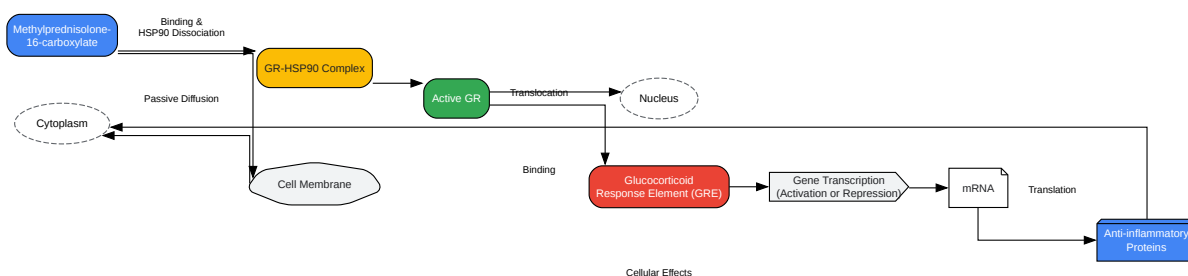 Methylprednisolone-
16-carboxylate
Binding &
HSP90 Dissociation
GR-HSP90 Complex
Passive Diffusion
Active GR
Translocation
Nucleus
Cytoplasm
Cell Membrane
Binding
Glucocorticoid
Response Element (GRE)
Gene Transcription
(Activation or Repression)
mRNA
Translation
Anti-inflammatory
Proteins
Cellular Effects